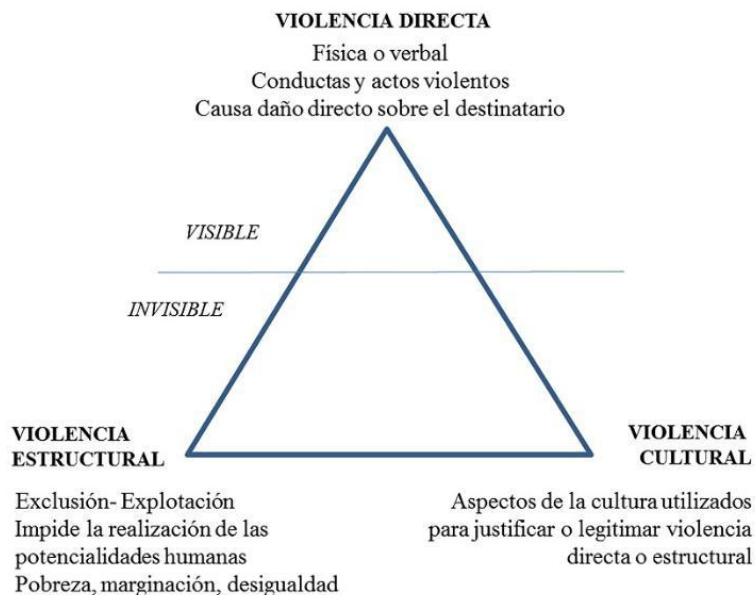 VIOLENCIA DIRECTA
Física o verbal
Conductas y actos violentos
Causa daño directo sobre el destinatario
VISIBLE
INVISIBLE
VIOLENCIA
ESTRUCTURAL
Exclusión- Explotación
Impide la realización de las
potencialidades humanas
Pobreza, marginación, desigualdad
VIOLENCIA
CULTURAL
Aspectos de la cultura utilizados
para justificar o legitimar violencia
directa o estructural